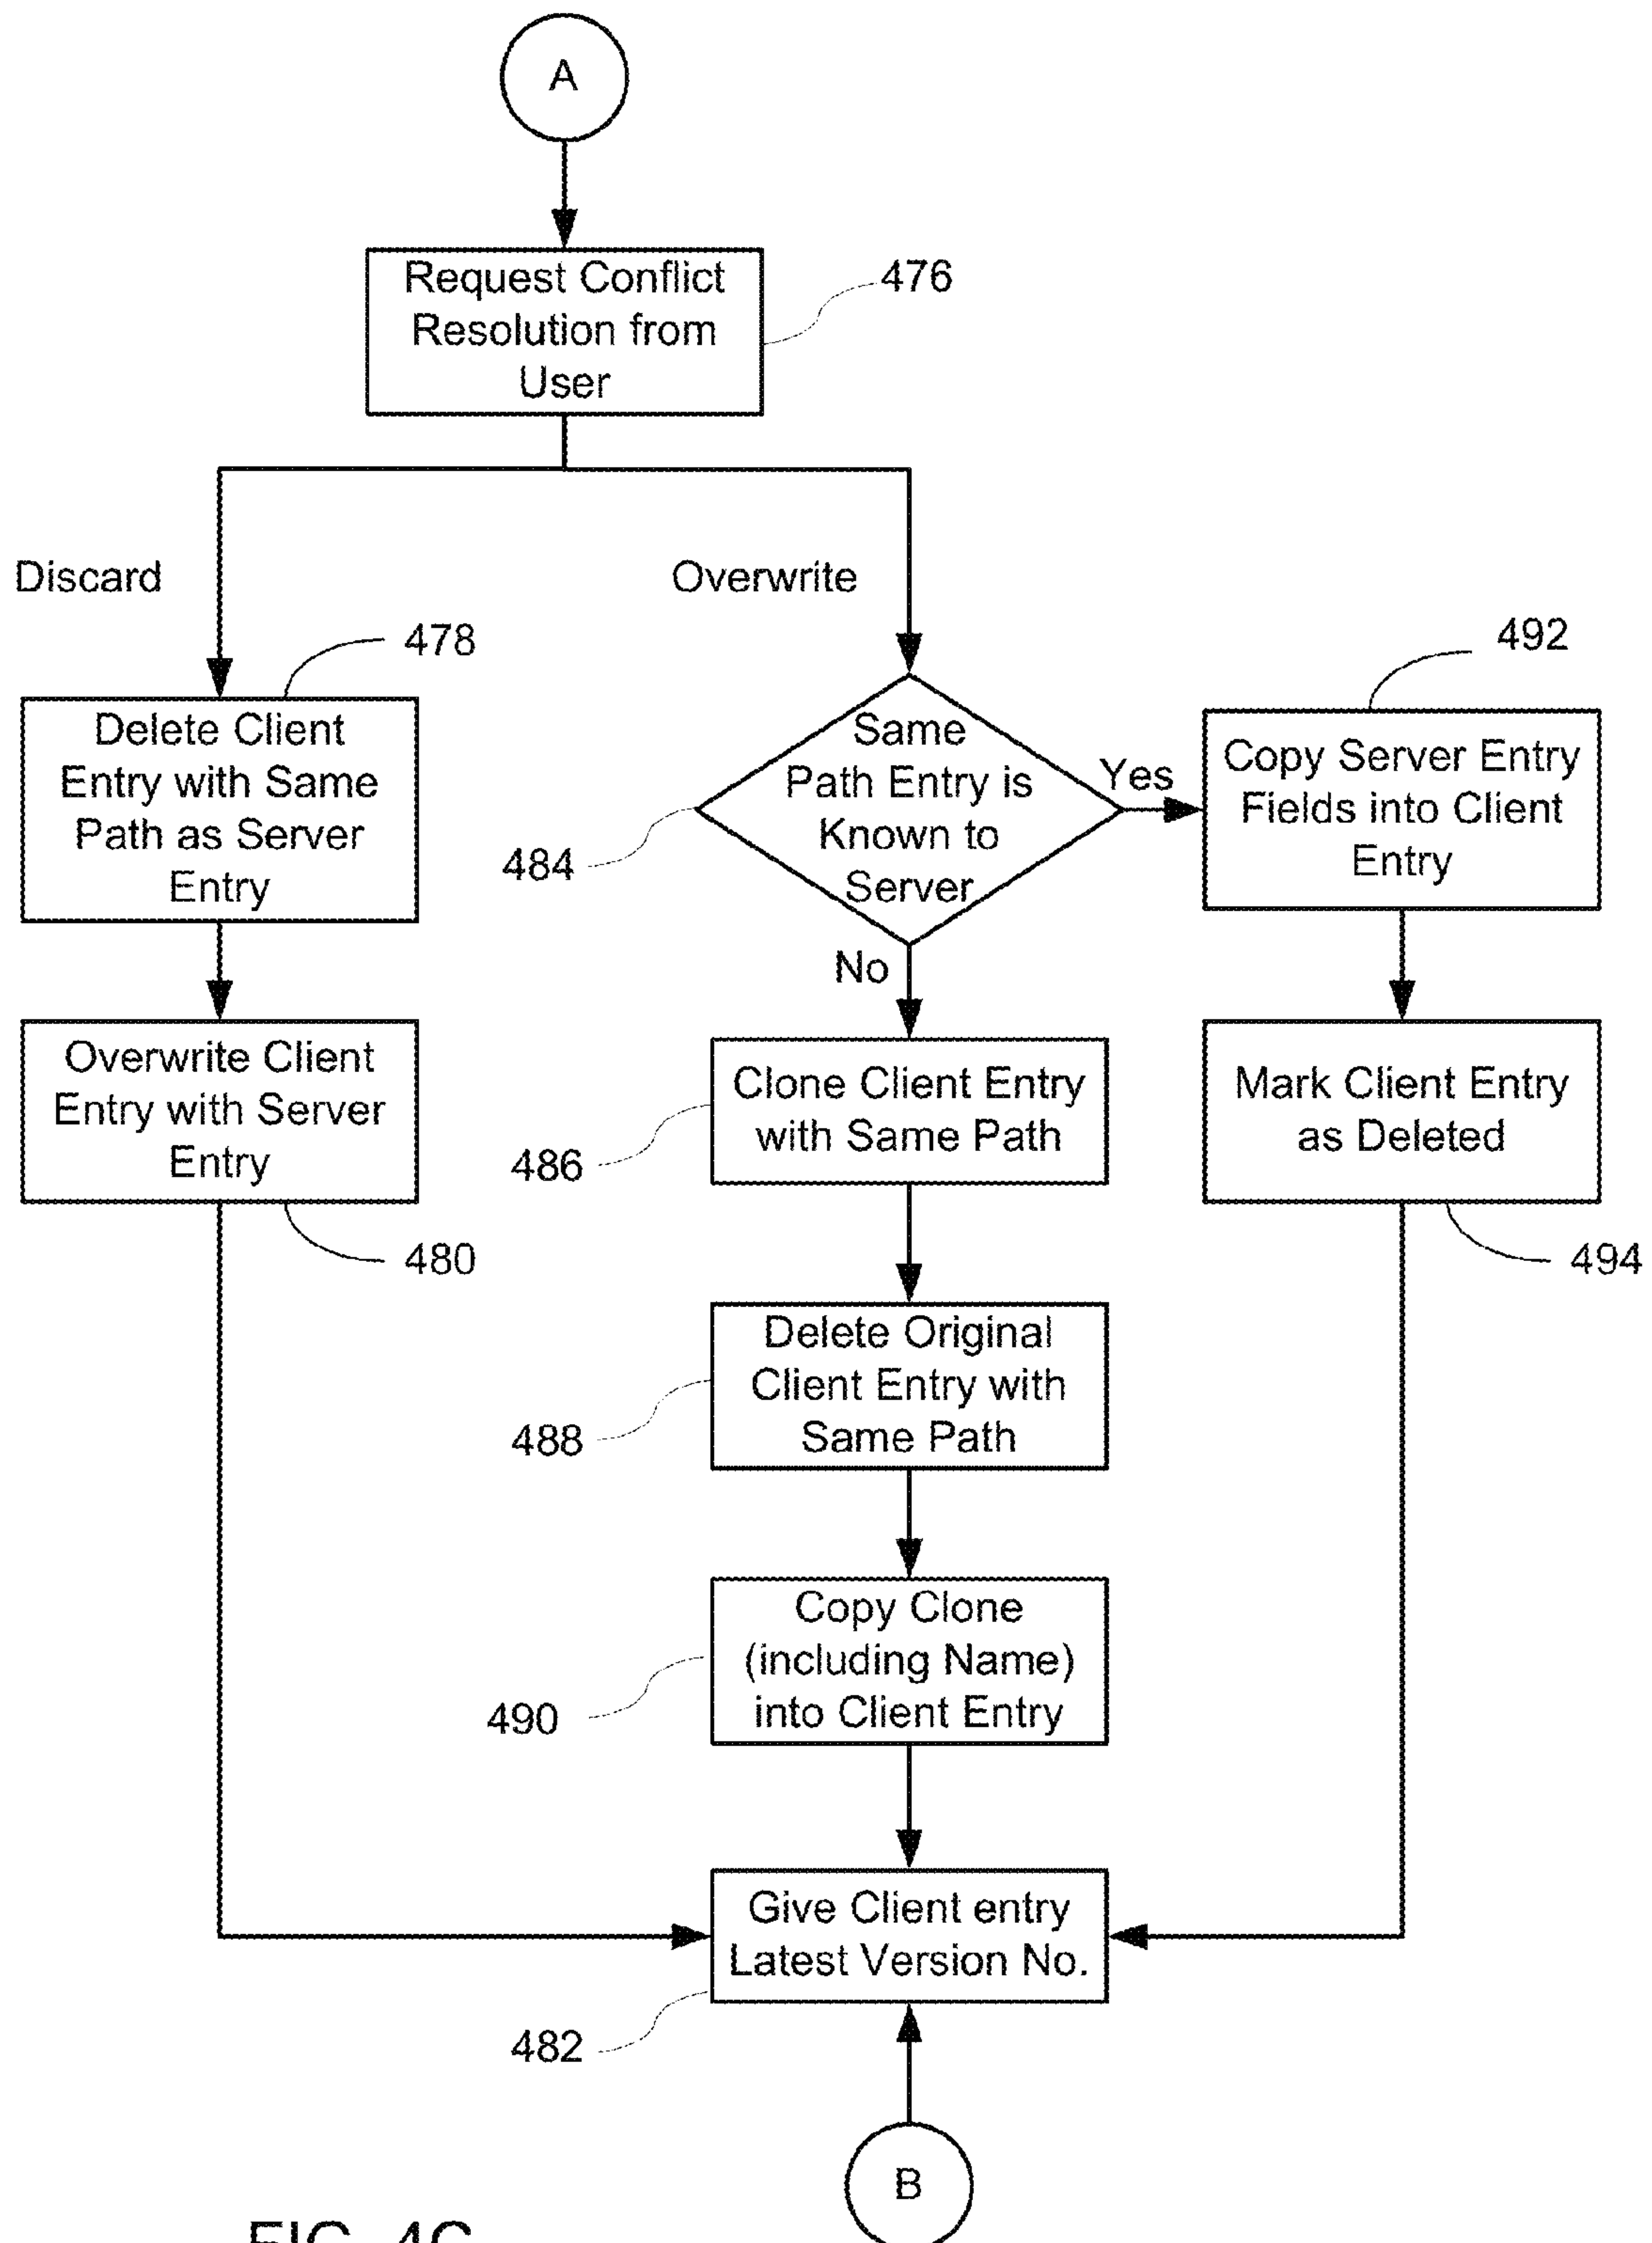 A
Request Conflict
Resolution from
User
476
Discard
Overwrite
478
492
Delete Client
Entry with Same
Path as Server
Entry
Same
Path Entry is
Known to
Server
484
Yes
Copy Server Entry
Fields into Client
Entry
No
Overwrite Client
Entry with Server
Entry
480
Clone Client Entry
with Same Path
486
Mark Client Entry
as Deleted
494
Delete Original
Client Entry with
Same Path
488
Copy Clone
(including Name)
into Client Entry
490
Give Client entry
Latest Version No.
482
B
FIG. 4C